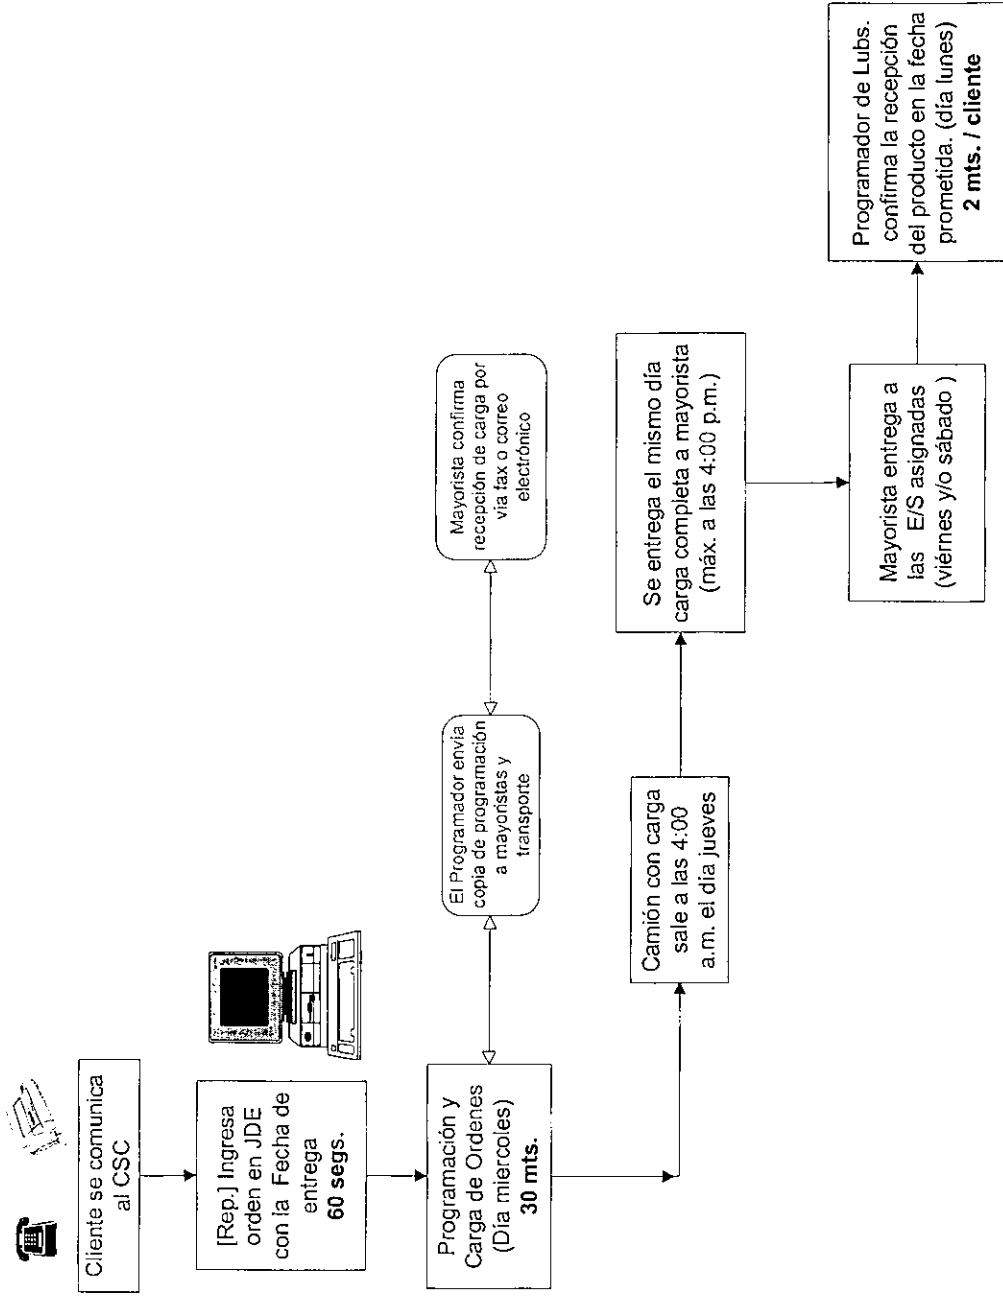 Cliente se comunica
al CSC
[Rep.] Ingresa
orden en JDE
con la Fecha de
entrega
60 segs.
Programación y
Carga de Ordenes
(Día miercoles)
30 mts.
El Programador envía
copia de programación
a mayoristas y
transporte
Mayorista confirma
recepción de carga por
via fax o correo
electrónico
Camión con carga
sale a las 4:00
a.m. el día jueves
Se entrega el mismo día
carga completa a mayorista
(máx. a las 4:00 p.m.)
Mayorista entrega a
las E/S asignadas
(viérnes y/o sábado )
Programador de Lubs.
confirma la recepción
del producto en la fecha
prometida. (día lunes)
2 mts. / cliente